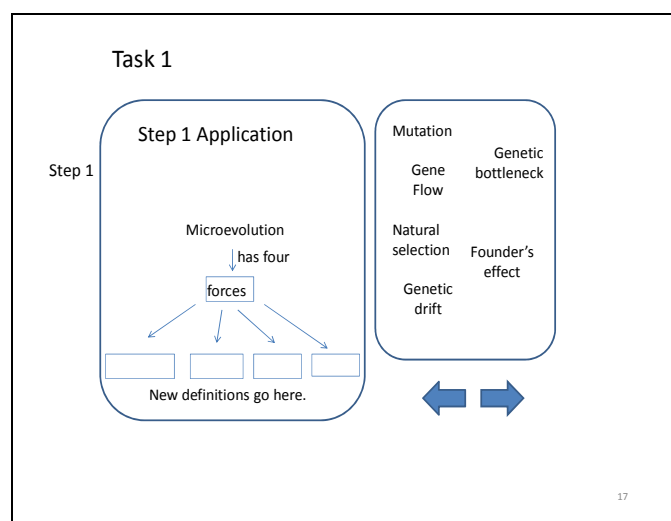 Task 1
Step 1
Step 1 Application
Microevolution
has four
forces
New definitions go here.
Mutation
Genetic
bottleneck
Gene
Flow
Natural
selection
Founder’s
effect
Genetic
drift
17